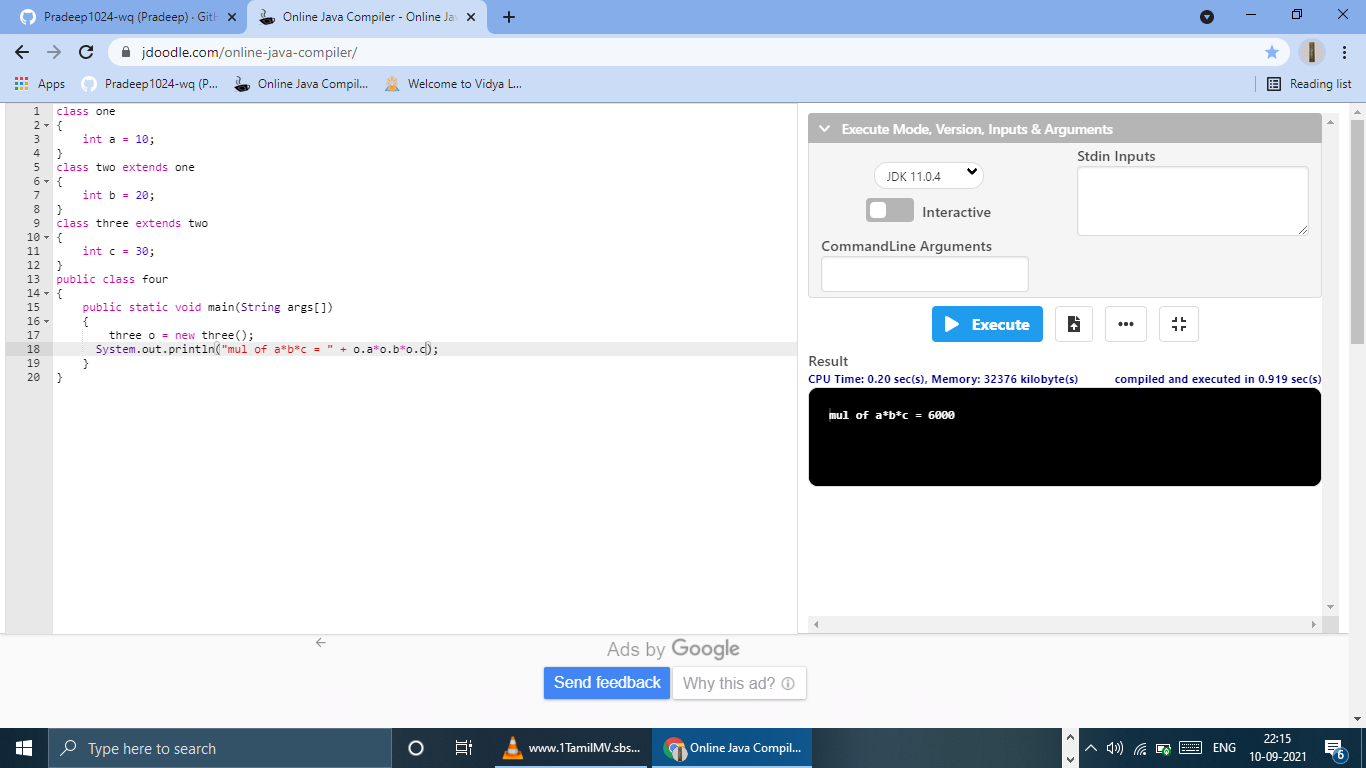 Pradeep1024-wq (Pradeep) · Gith
Online Java Compiler - Online Jav
jdoodle.com/online-java-compiler/
Apps
Pradeep1024-wq (P...
Online Java Compil...
Welcome to Vidya L...
Reading list
1 class one
2 {
3 int a = 10;
4 }
5 class two extends one
6 {
7 int b = 20;
8 }
9 class three extends two
10 {
11 int c = 30;
12 }
13 public class four
14 {
15 public static void main(String args[])
16 {
17 three o = new three();
18 System.out.println("mul of a*b*c = " + o.a*o.b*o.c);
19 }
20 }
Execute Mode, Version, Inputs & Arguments
JDK 11.0.4
Interactive
Stdin Inputs
CommandLine Arguments
Execute
Result
CPU Time: 0.20 sec(s), Memory: 32376 kilobyte(s)
compiled and executed in 0.919 sec(s)
mul of a*b*c = 6000
Ads by Google
Send feedback
Why this ad?
Type here to search
www.1TamilMV.sbs...
Online Java Compil...
ENG
22:15
10-09-2021
6